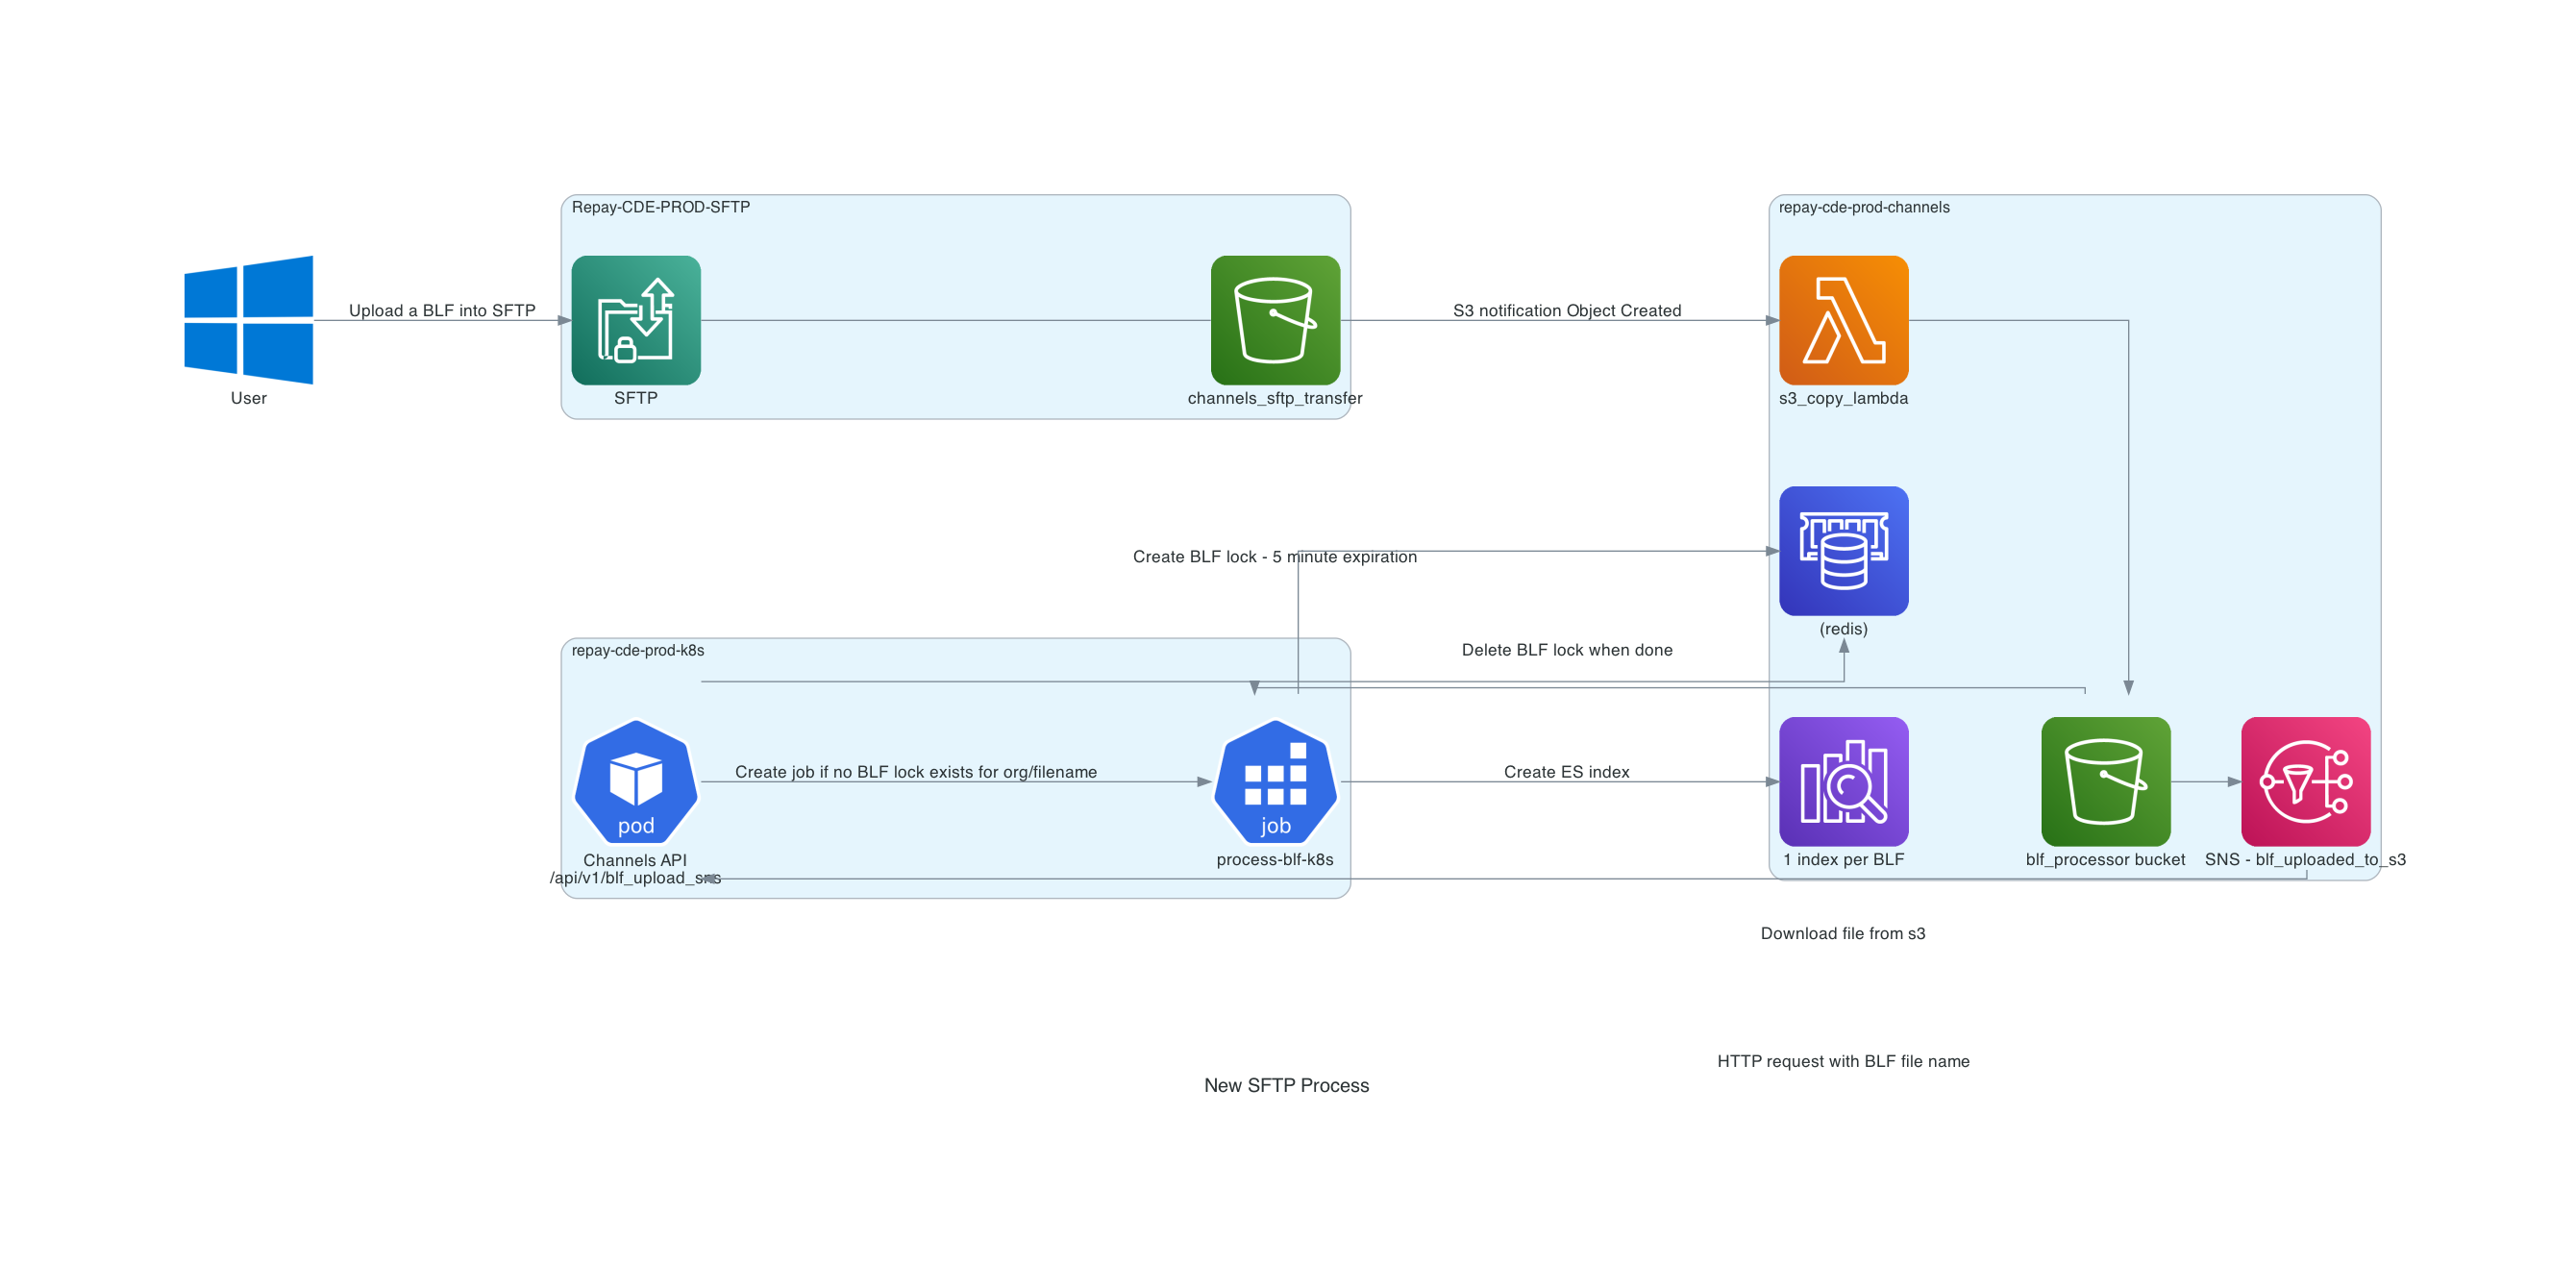 Repay-CDE-PROD-SFTP
repay-cde-prod-channels
Upload a BLF into SFTP
S3 notification Object Created
User
SFTP
channels_sftp_transfer
s3_copy_lambda
Create BLF lock - 5 minute expiration
(redis)
repay-cde-prod-k8s
Delete BLF lock when done
Create job if no BLF lock exists for org/filename
Create ES index
pod
job
Channels API
/api/v1/blf_upload_sns
process-blf-k8s
1 index per BLF
blf_processor bucket
SNS - blf_uploaded_to_s3
Download file from s3
HTTP request with BLF file name
New SFTP Process